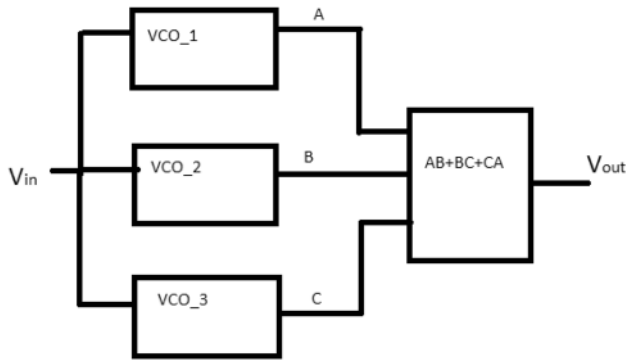 A
VCO_1
V_in
VCO_2
B
AB+BC+CA
V_out
VCO_3
C